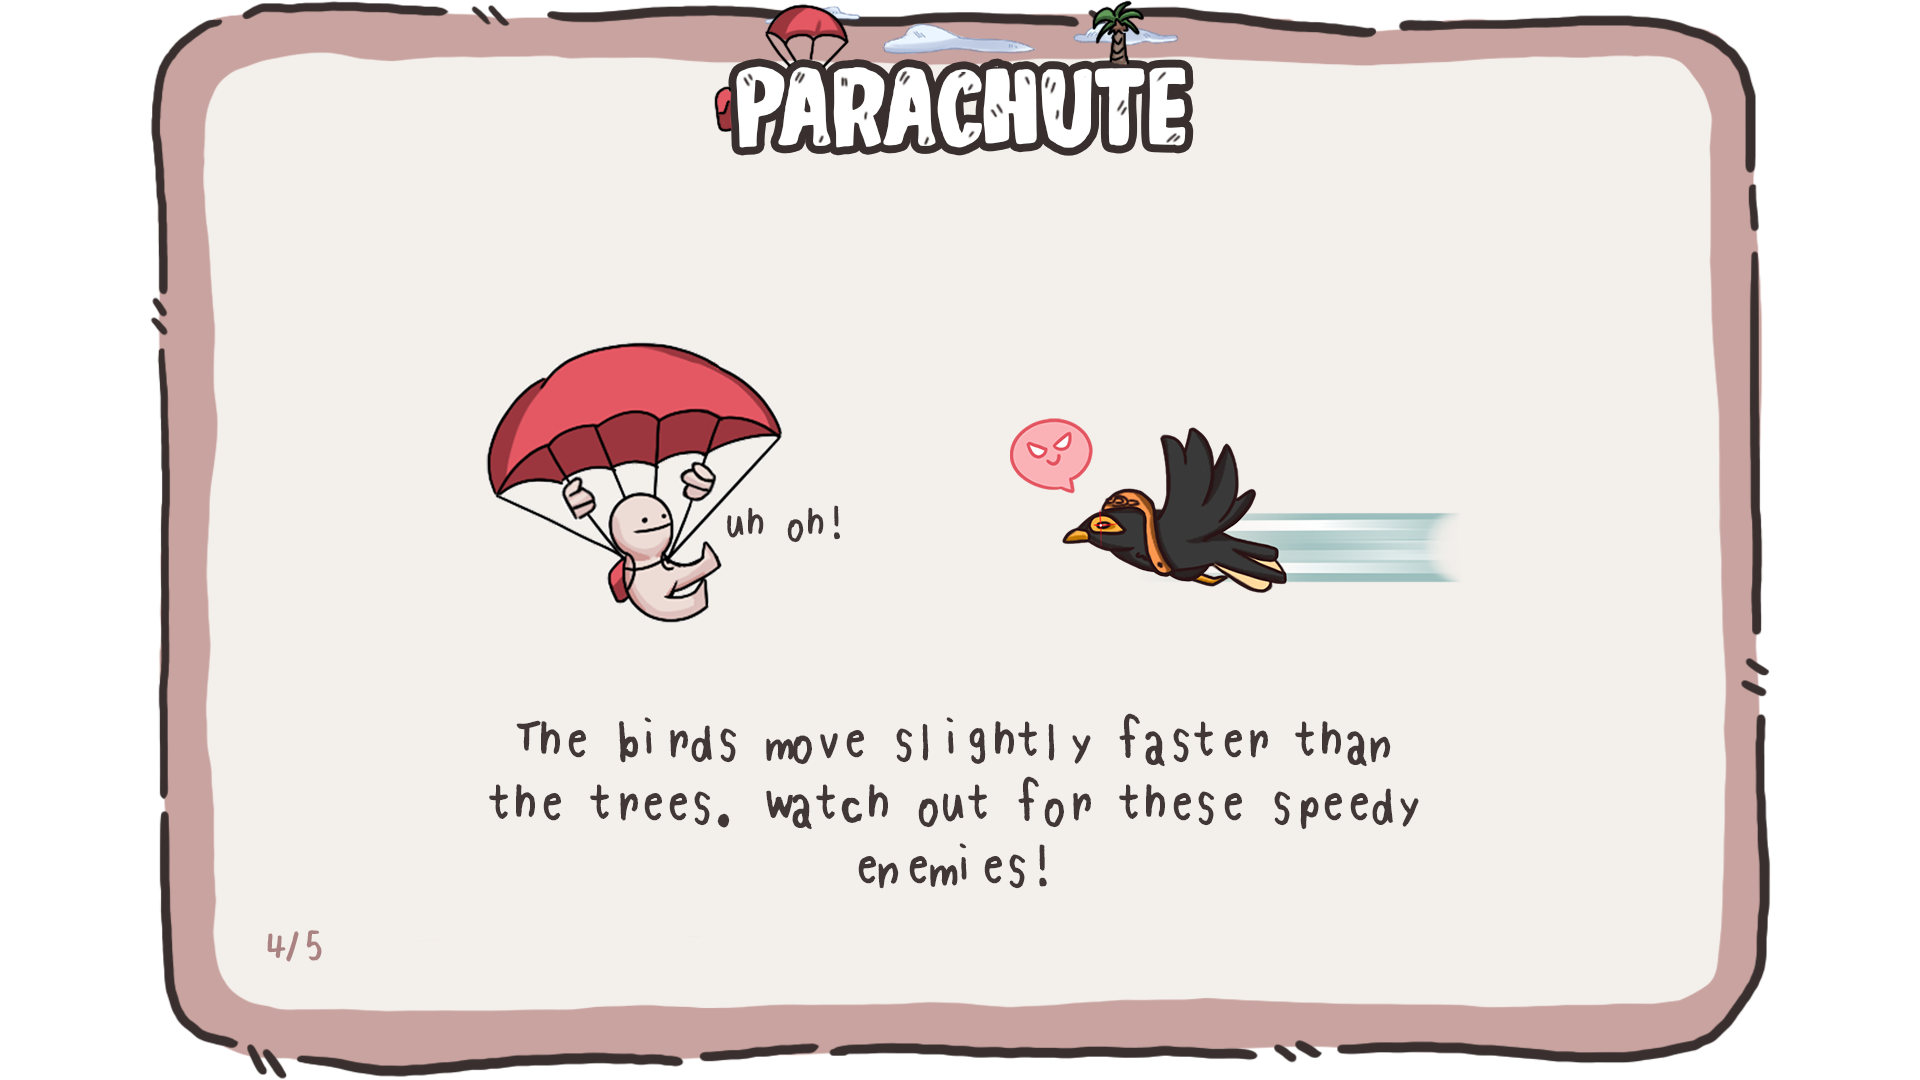 PARACHUTE
uh oh!
The birds move slightly faster than
the trees. Watch out for these speedy
enemies!
4/5